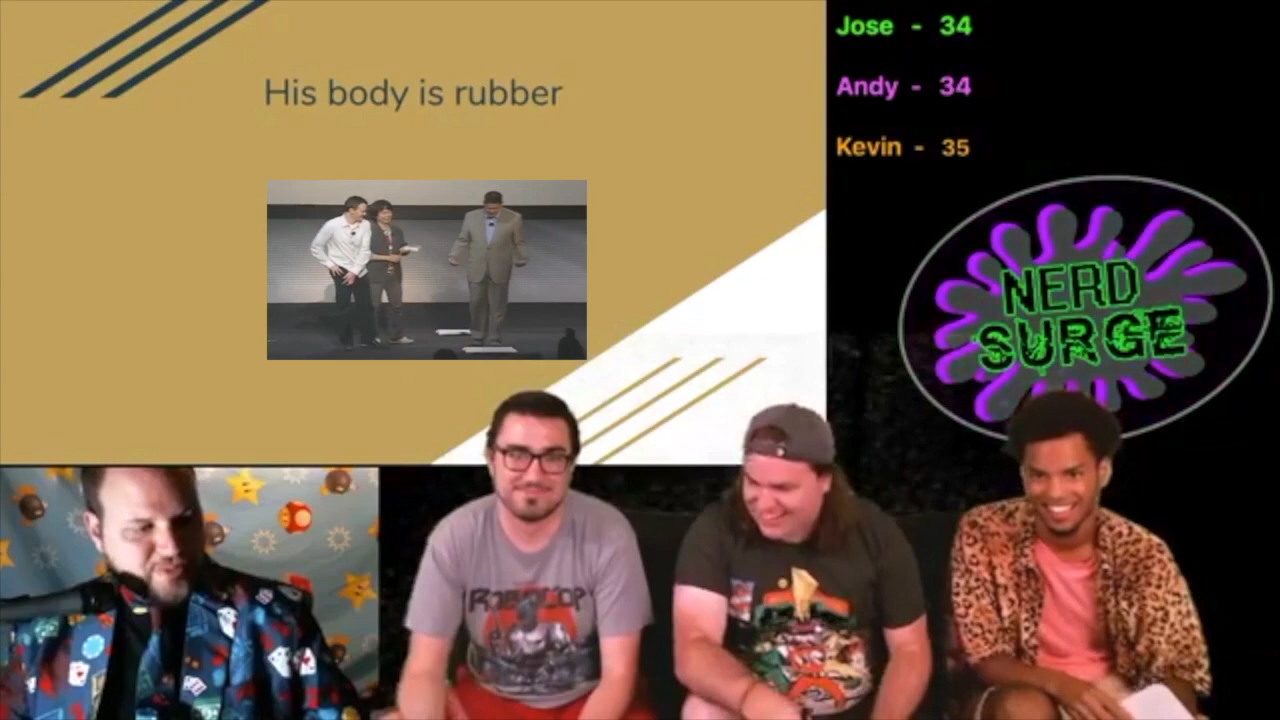 His body is rubber
Jose - 34
Andy - 34
Kevin - 35
NERD
SURGE
ROBOCOP